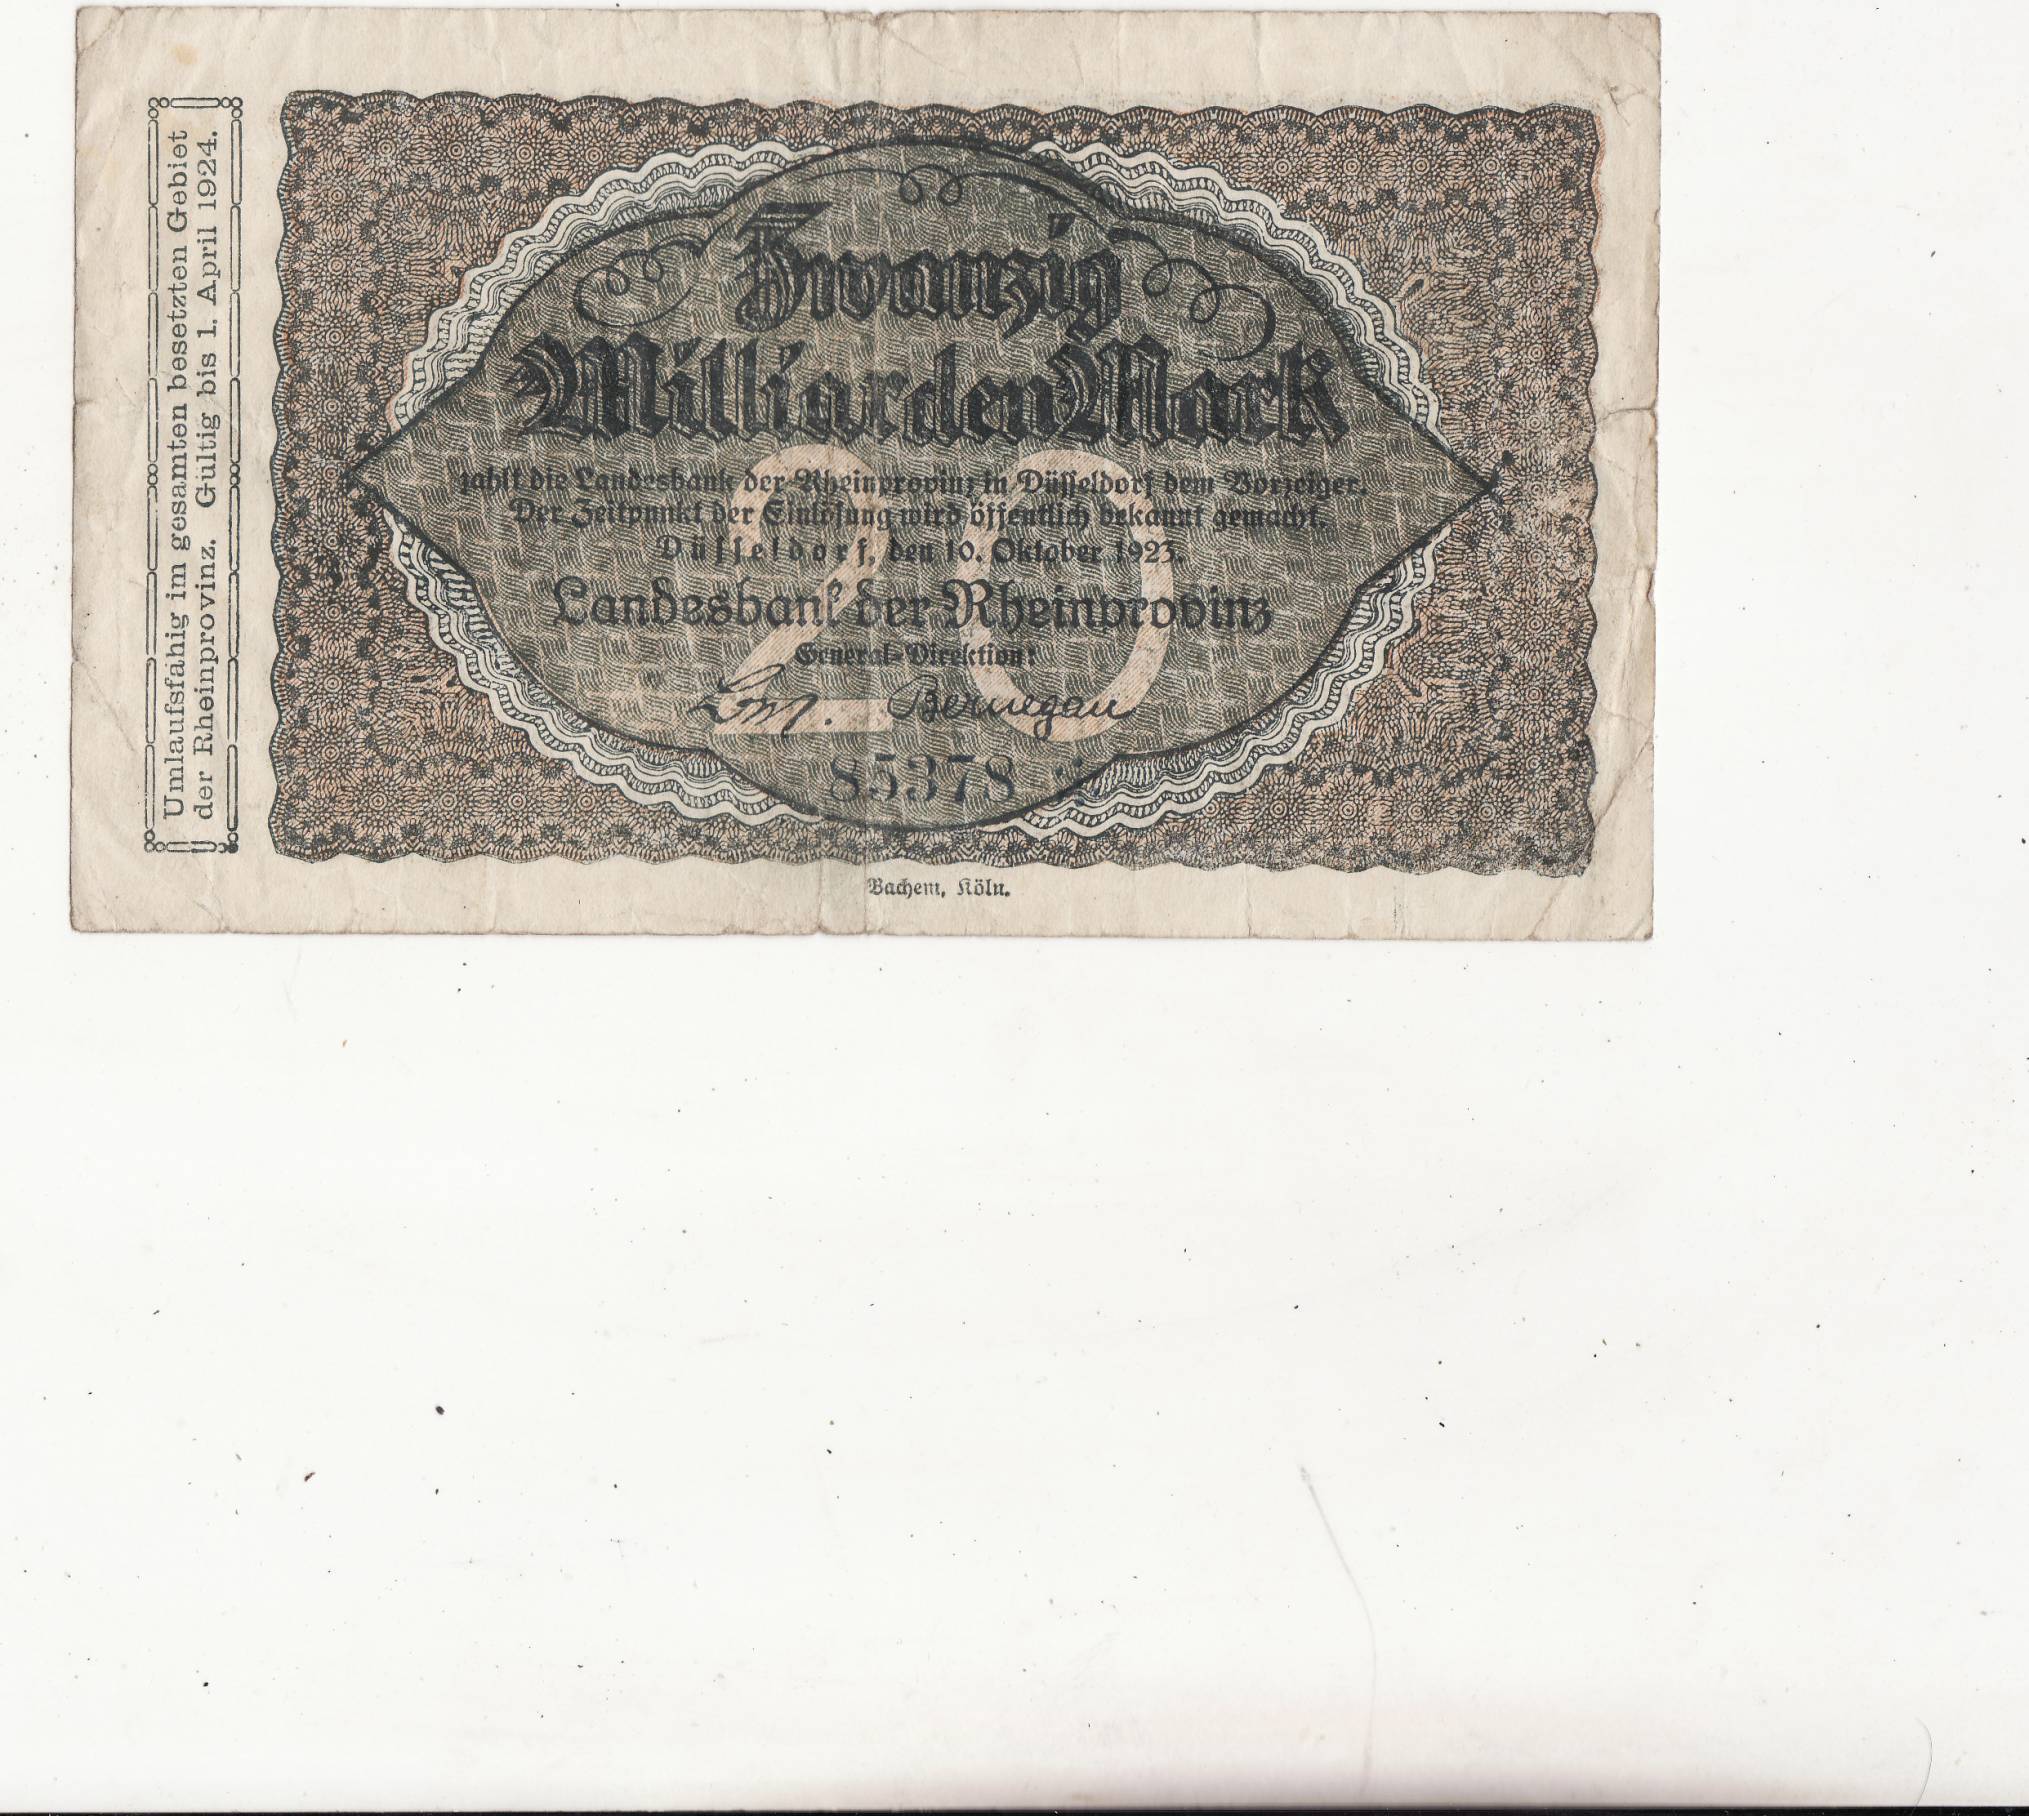 Umlaufsfähig im gesamten besetzten Gebiet
der Rheinprovinz. Gültig bis 1. April 1924.
Zwanzig
Milliarden Mark
20
zahlt die Landesbank der Rheinprovinz in Düsseldorf dem Vorzeiger.
Der Zeitpunkt der Einlösung wird öffentlich bekannt gemacht.
Düsseldorf, den 10. Oktober 1923.
Landesbank der Rheinprovinz
General-Direktion:
Bernegau
85378 *
Bachem, Köln.